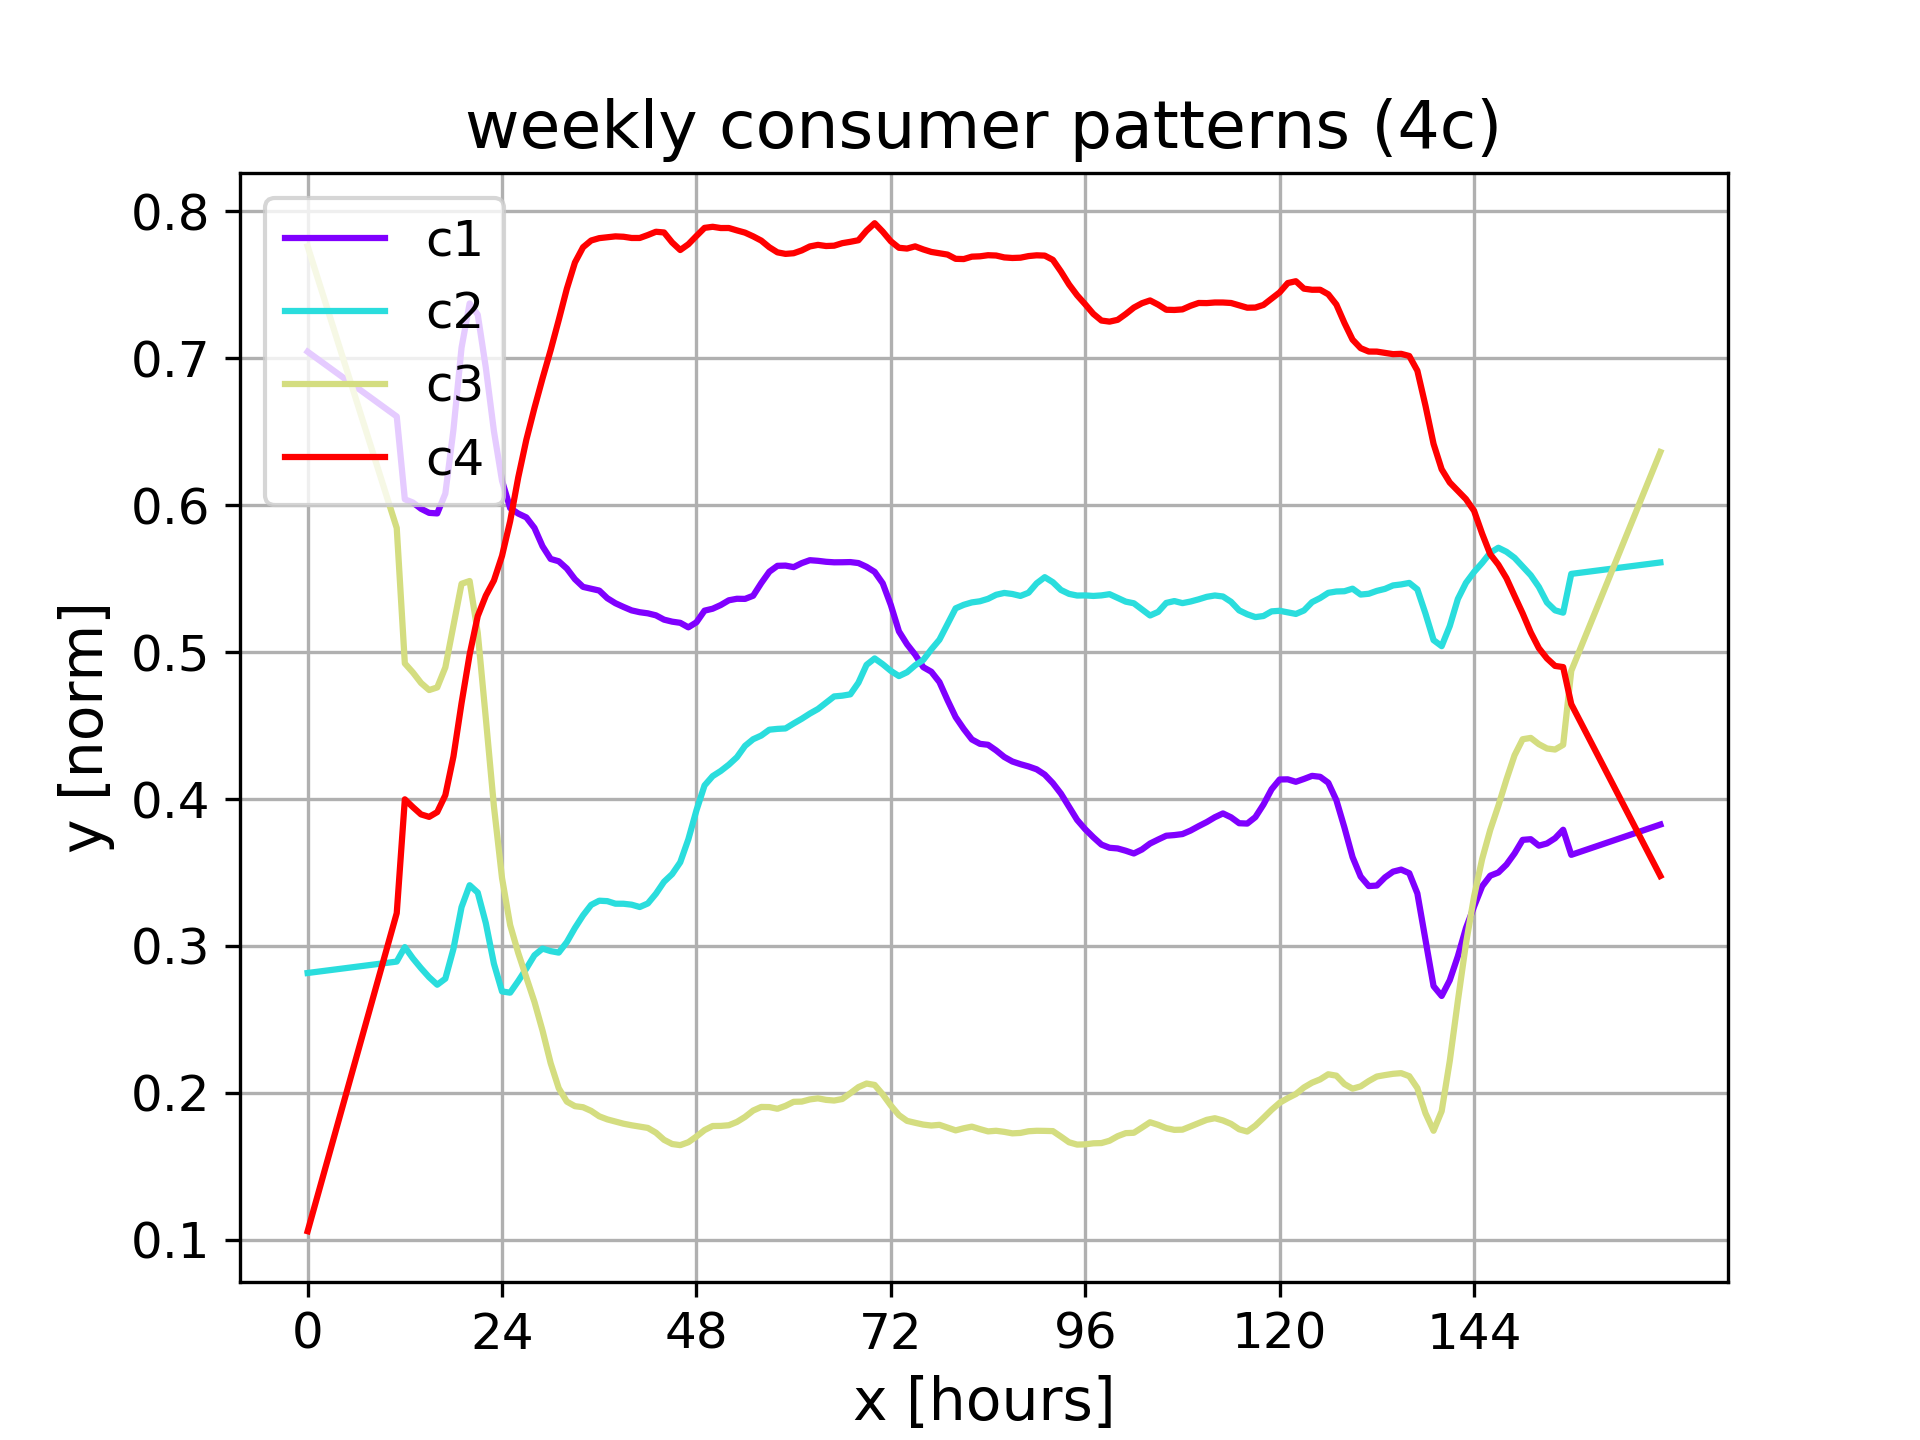 weekly consumer patterns (4c)
c1
c2
c3
c4
y [norm]
0.8
0.7
0.6
0.5
0.4
0.3
0.2
0.1
0 24 48 72 96 120 144
x [hours]